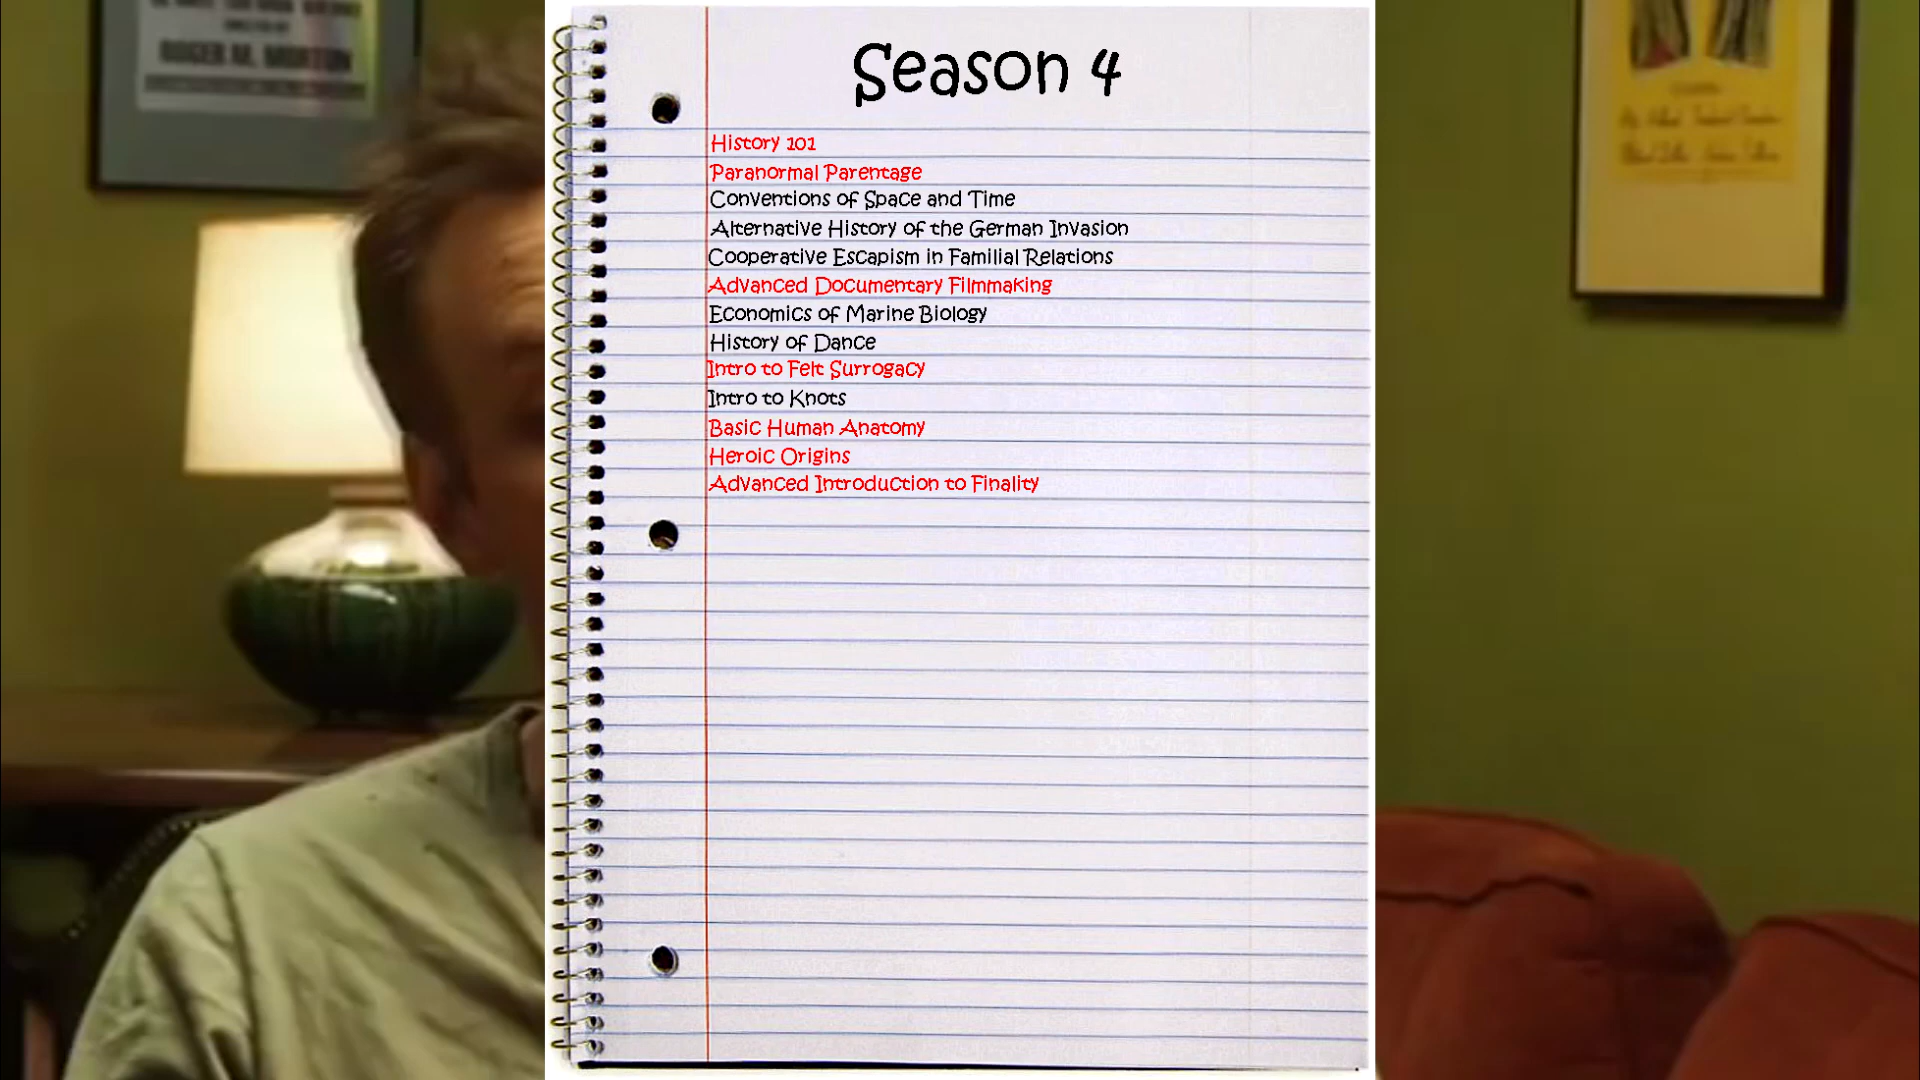 ROGER M. MORTON
Season 4
History 101
Paranormal Parentage
Conventions of Space and Time
Alternative History of the German Invasion
Cooperative Escapism in Familial Relations
Advanced Documentary Filmmaking
Economics of Marine Biology
History of Dance
Intro to Felt Surrogacy
Intro to Knots
Basic Human Anatomy
Heroic Origins
Advanced Introduction to Finality